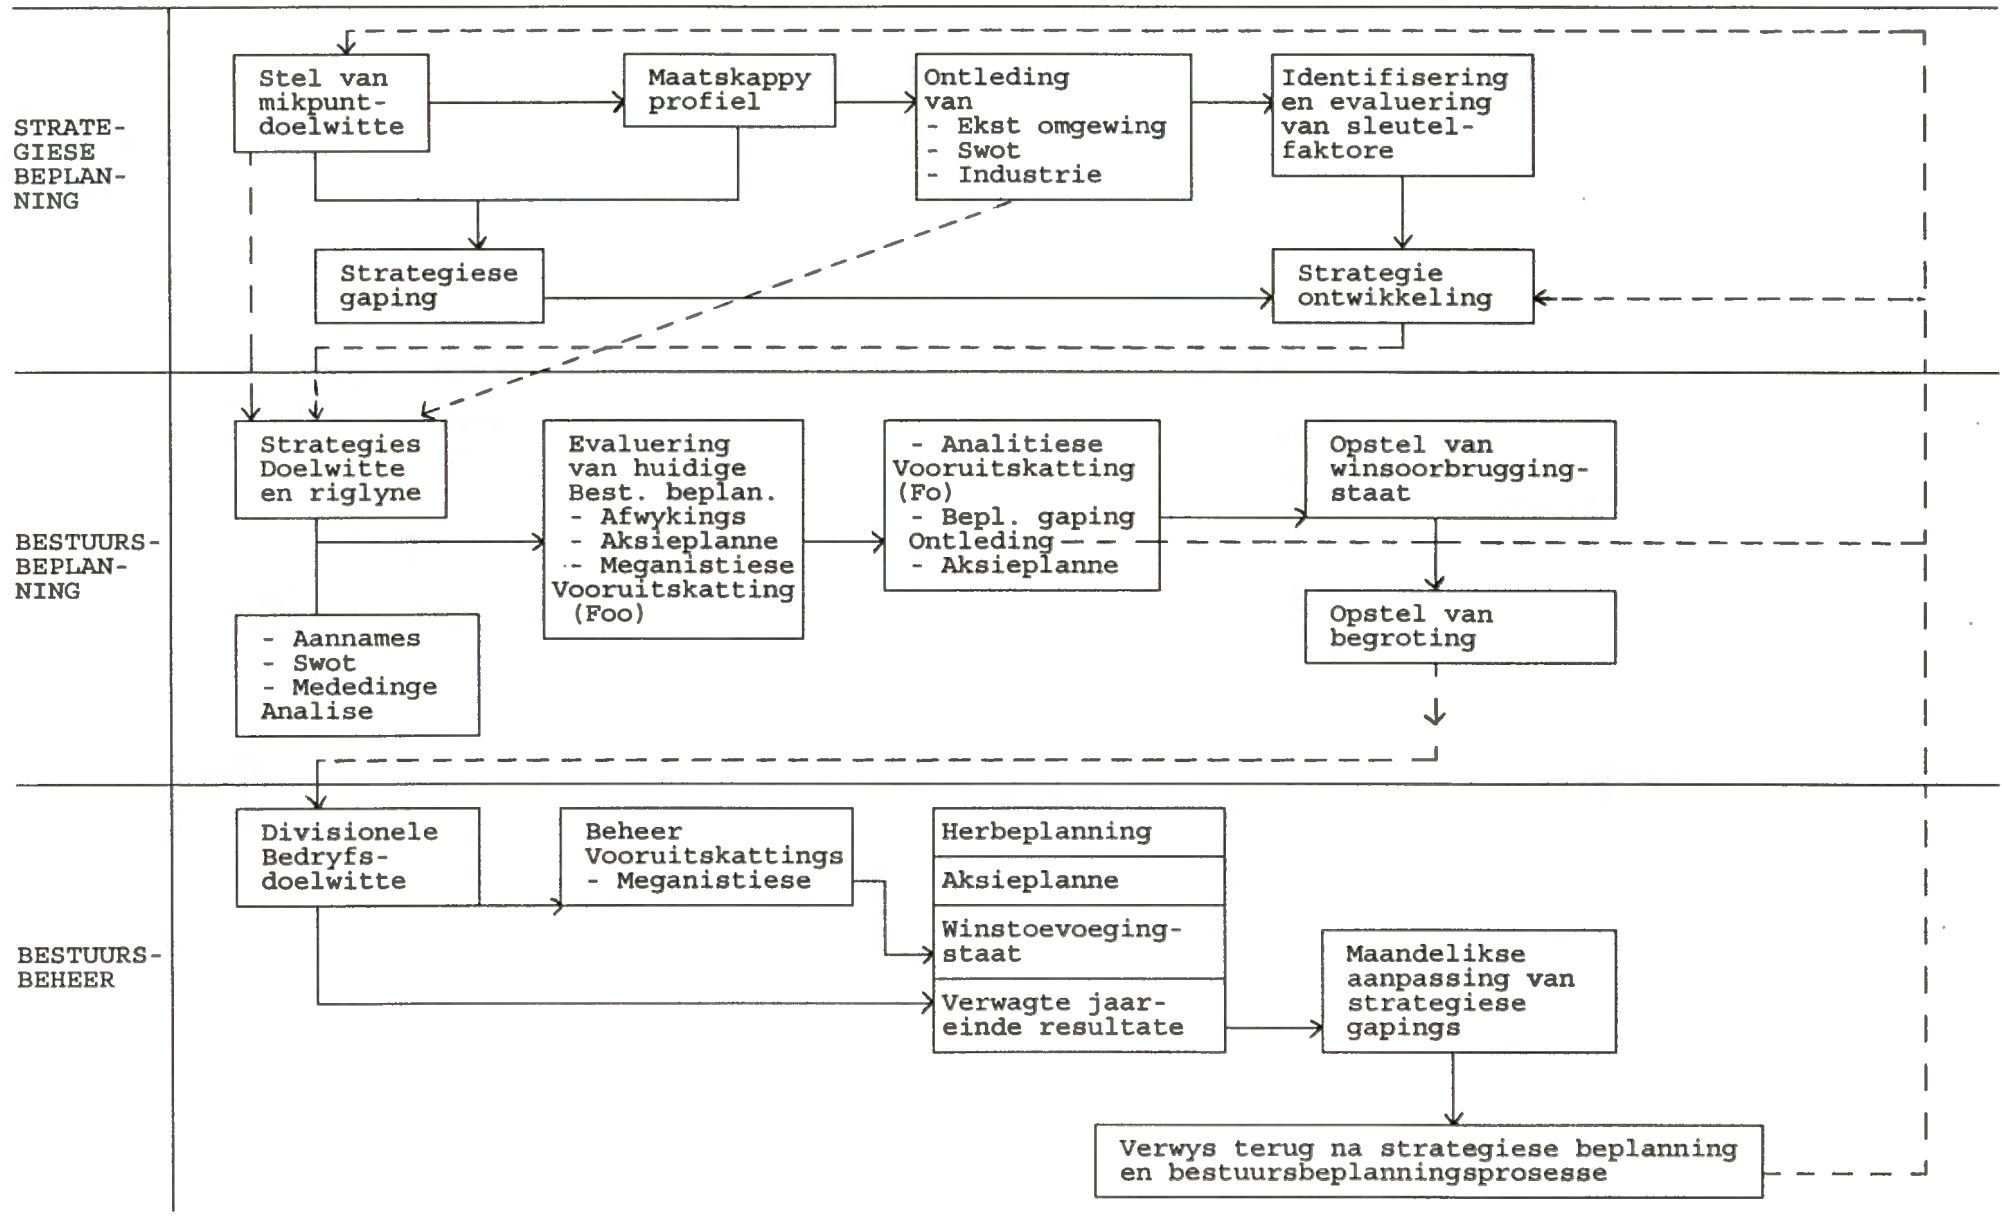 STRATE-
GIESE
BEPLAN-
NING
Stel van
mikpunt-
doelwitte
Maatskappy
profiel
Ontleding
van
- Ekst omgewing
- Swot
- Industrie
Identifisering
en evaluering
van sleutel-
faktore
Strategiese
gaping
Strategie
ontwikkeling
BESTUURS-
BEPLAN-
NING
Strategies
Doelwitte
en riglyne
Evaluering
van huidige
Best. beplan.
- Afwykings
- Aksieplanne
- Meganistiese
Vooruitskatting
(Foo)
- Analitiese
Vooruitskatting
(Fo)
- Bepl. gaping
Ontleding
- Aksieplanne
Opstel van
winsoorbrugging-
staat
Opstel van
begroting
- Aannames
- Swot
- Mededinge
Analise
BESTUURS-
BEHEER
Divisionele
Bedryfs-
doelwitte
Beheer
Vooruitskattings
- Meganistiese
Herbeplanning
Aksieplanne
Winstoevoeging-
staat
Verwagte jaar-
einde resultate
Maandelikse
aanpassing van
strategiese
gapings
Verwys terug na strategiese beplanning
en bestuursbeplanningsprosesse